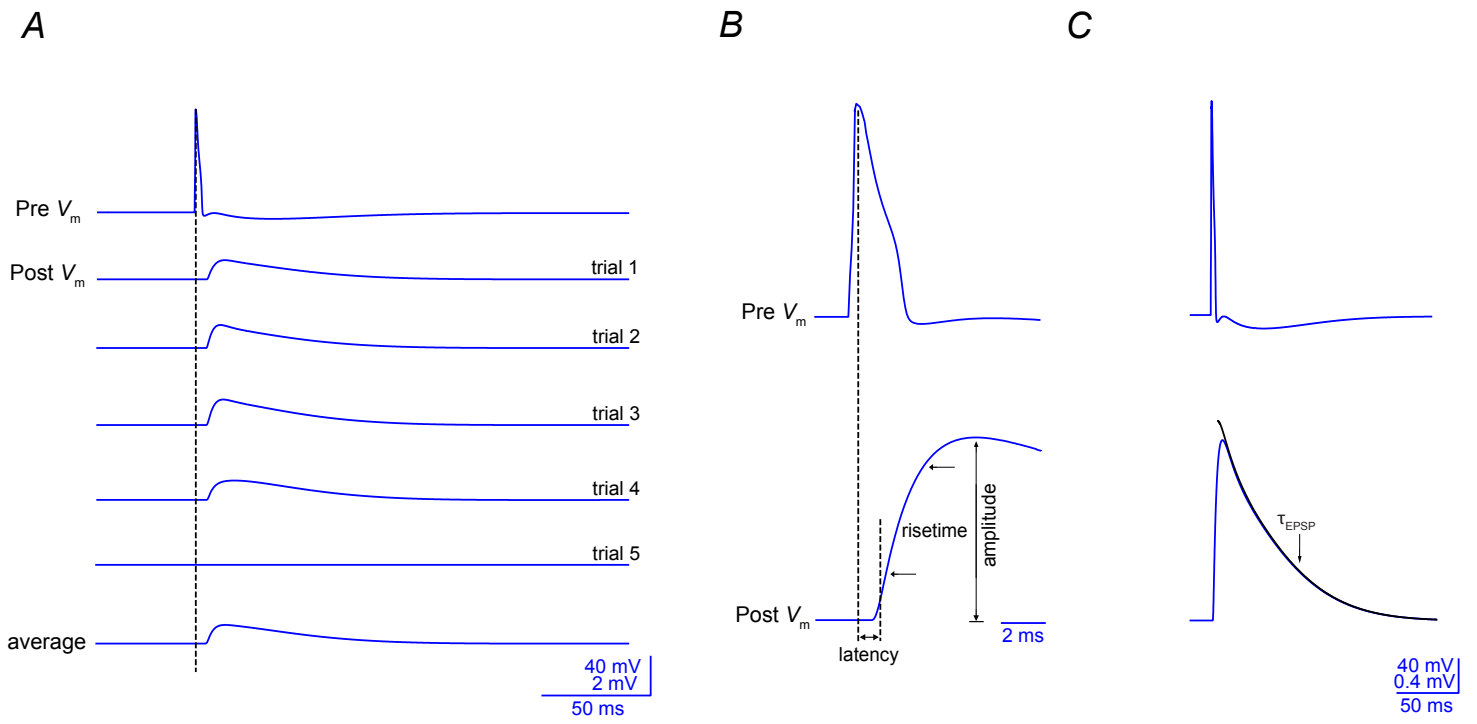 A
B
C
Pre Vm
Post Vm
trial 1
trial 2
trial 3
trial 4
trial 5
average
40 mV
2 mV
50 ms
Pre Vm
risetime
amplitude
Post Vm
latency
2 ms
τEPSP
40 mV
0.4 mV
50 ms